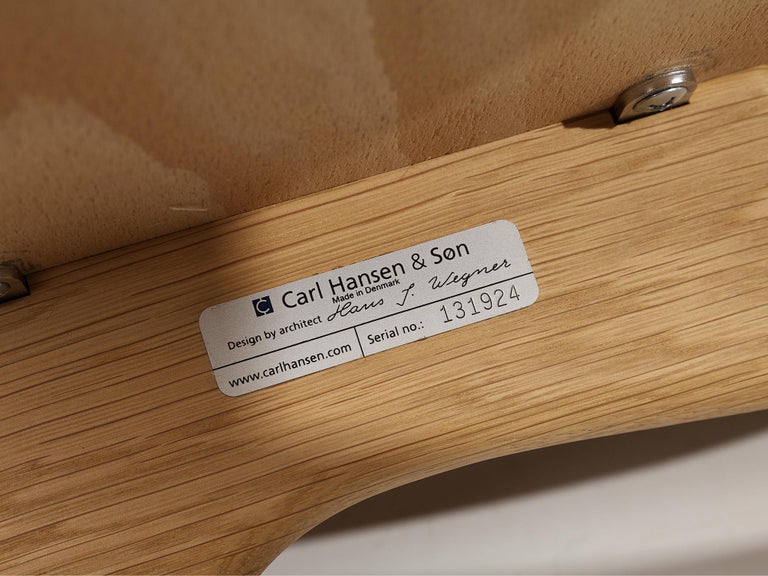 Carl Hansen & Søn
Made in Denmark
Design by architect Hans J. Wegner
www.carlhansen.com
Serial no.: 131924